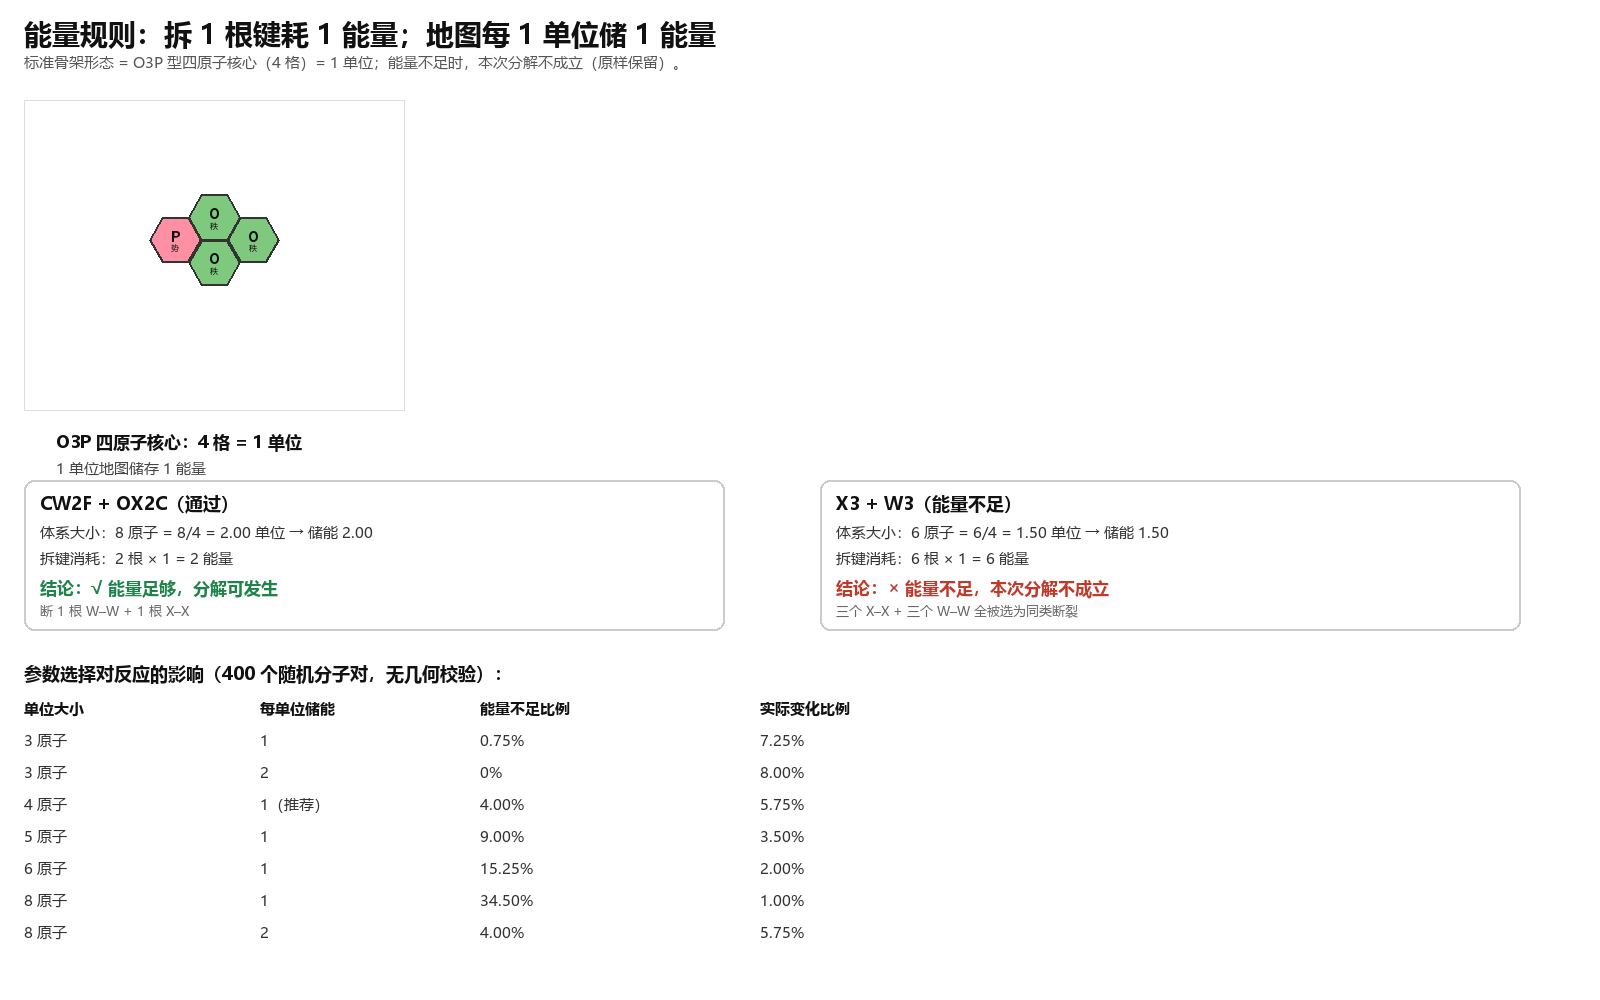 能量规则：拆 1 根键耗 1 能量；地图每 1 单位储 1 能量
标准骨架形态 = O3P 型四原子核心（4 格）= 1 单位；能量不足时，本次分解不成立（原样保留）。
O
秩
P
势
O
秩
O
秩
O3P 四原子核心：4 格 = 1 单位
1 单位地图储存 1 能量
CW2F + OX2C（通过）
体系大小：8 原子 = 8/4 = 2.00 单位 → 储能 2.00
拆键消耗：2 根 × 1 = 2 能量
结论：√ 能量足够，分解可发生
断 1 根 W–W + 1 根 X–X
X3 + W3（能量不足）
体系大小：6 原子 = 6/4 = 1.50 单位 → 储能 1.50
拆键消耗：6 根 × 1 = 6 能量
结论：× 能量不足，本次分解不成立
三个 X–X + 三个 W–W 全被选为同类断裂
参数选择对反应的影响（400 个随机分子对，无几何校验）：
单位大小 每单位储能 能量不足比例 实际变化比例
3 原子 1 0.75% 7.25%
3 原子 2 0% 8.00%
4 原子 1（推荐） 4.00% 5.75%
5 原子 1 9.00% 3.50%
6 原子 1 15.25% 2.00%
8 原子 1 34.50% 1.00%
8 原子 2 4.00% 5.75%